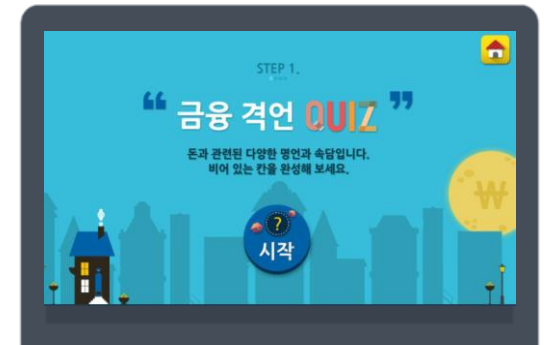 STEP 1.
“ 금융 격언 QUIZ ”
돈과 관련된 다양한 명언과 속담입니다.
비어 있는 칸을 완성해 보세요.
?
시작
₩